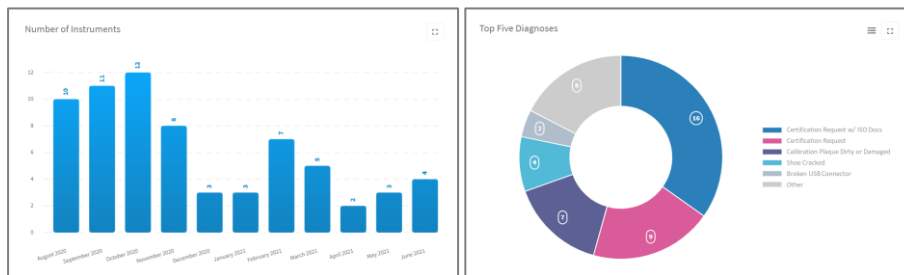 Number of Instruments
12
10
8
6
4
2
0
10
11
12
8
3
3
7
5
2
3
4
August 2020
September 2020
October 2020
November 2020
December 2020
January 2021
February 2021
March 2021
April 2021
May 2021
June 2021
Top Five Diagnoses
16
9
7
4
Certification Request w/ ISO Docs
Certification Request
Calibration Plaque Dirty or Damaged
Shoe Cracked
Broken USB Connector
Other